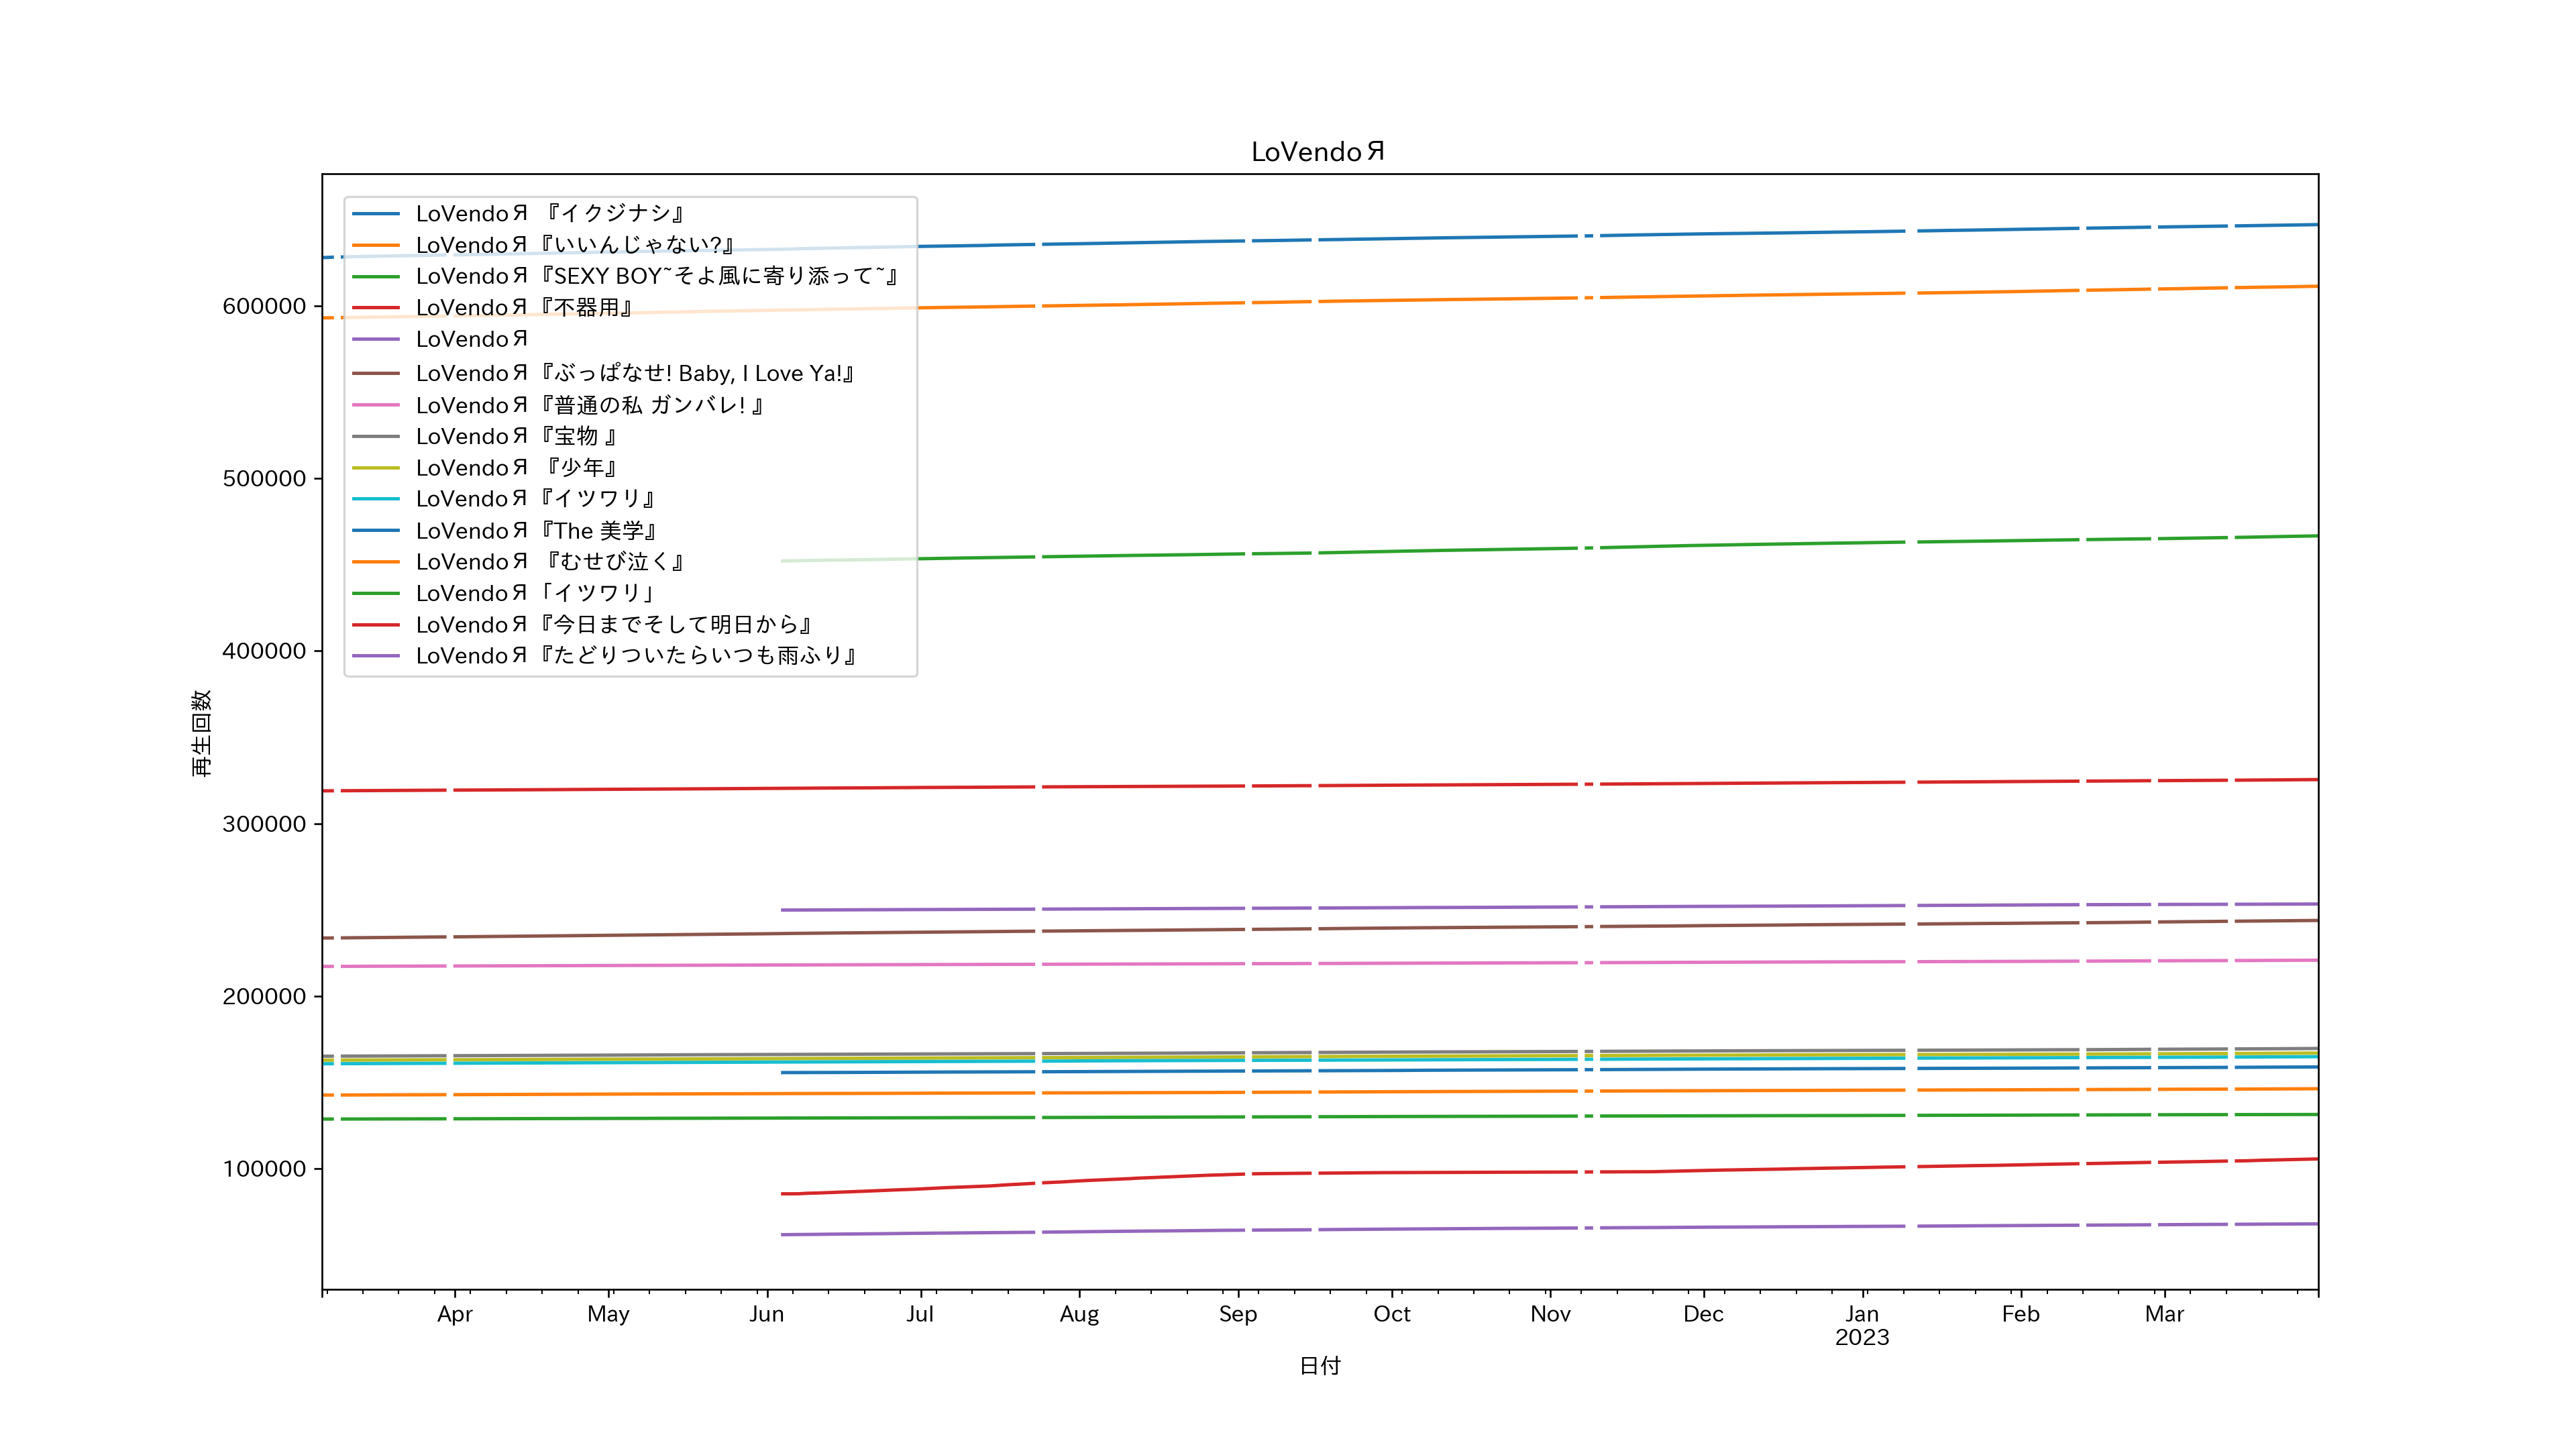 LoVendoЯ
LoVendoЯ 『イクジナシ』
LoVendoЯ『いいんじゃない?』
LoVendoЯ『SEXY BOY~そよ風に寄り添って~』
LoVendoЯ『不器用』
LoVendoЯ
LoVendoЯ『ぶっぱなせ! Baby, I Love Ya!』
LoVendoЯ『普通の私 ガンバレ! 』
LoVendoЯ『宝物 』
LoVendoЯ 『少年』
LoVendoЯ『イツワリ』
LoVendoЯ『The 美学』
LoVendoЯ 『むせび泣く』
LoVendoЯ「イツワリ」
LoVendoЯ『今日までそして明日から』
LoVendoЯ『たどりついたらいつも雨ふり』
再生回数
600000
500000
400000
300000
200000
100000
Apr May Jun Jul Aug Sep Oct Nov Dec Jan Feb Mar
2023
日付